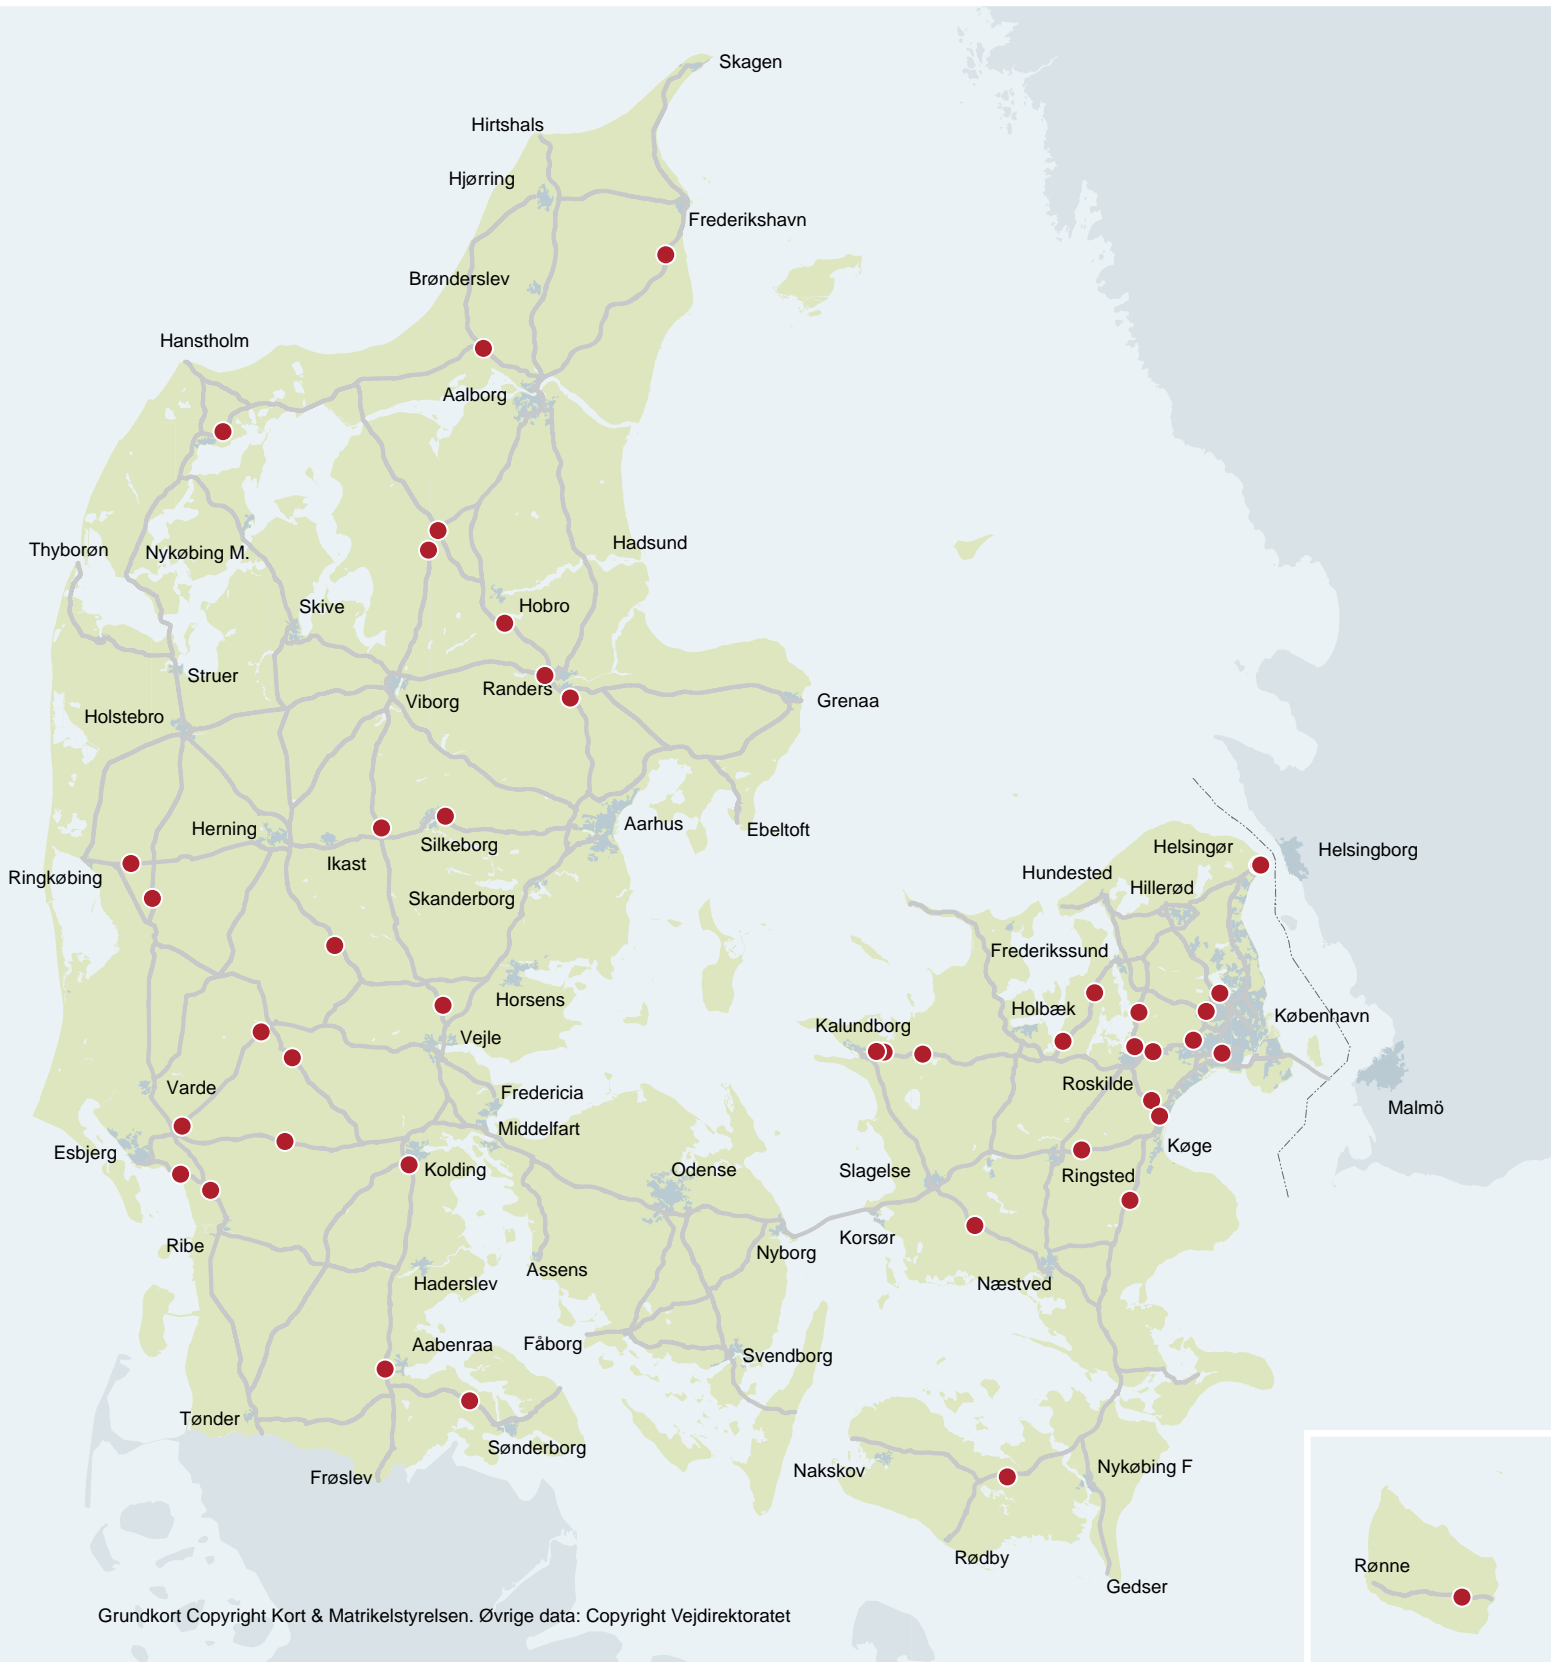 Skagen
Hirtshals
Hjørring
Frederikshavn
Brønderslev
Hanstholm
Aalborg
Hadsund
Thyborøn
Nykøbing M.
Skive
Hobro
Struer
Randers
Viborg
Grenaa
Holstebro
Herning
Aarhus
Ebeltoft
Silkeborg
Ikast
Helsingør
Helsingborg
Ringkøbing
Hundested
Hillerød
Skanderborg
Frederikssund
Horsens
Holbæk
København
Kalundborg
Vejle
Varde
Fredericia
Roskilde
Malmö
Middelfart
Esbjerg
Køge
Kolding
Odense
Slagelse
Ringsted
Ribe
Nyborg
Korsør
Assens
Haderslev
Næstved
Aabenraa
Fåborg
Svendborg
Tønder
Sønderborg
Frøslev
Nakskov
Nykøbing F
Rødby
Rønne
Gedser
Grundkort Copyright Kort & Matrikelstyrelsen. Øvrige data: Copyright Vejdirektoratet